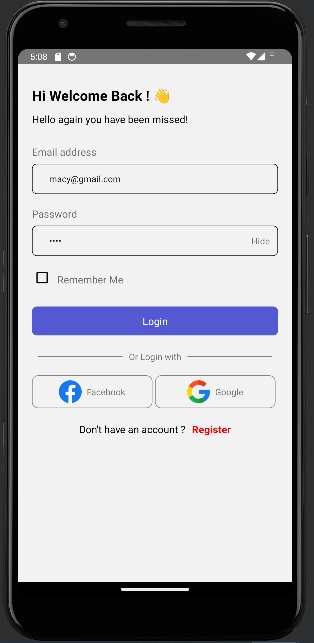 5:08
Hi Welcome Back ! 👋
Hello again you have been missed!
Email address
macy@gmail.com
Password
••••
Hide
Remember Me
Login
Or Login with
Facebook
Google
Don't have an account ? Register